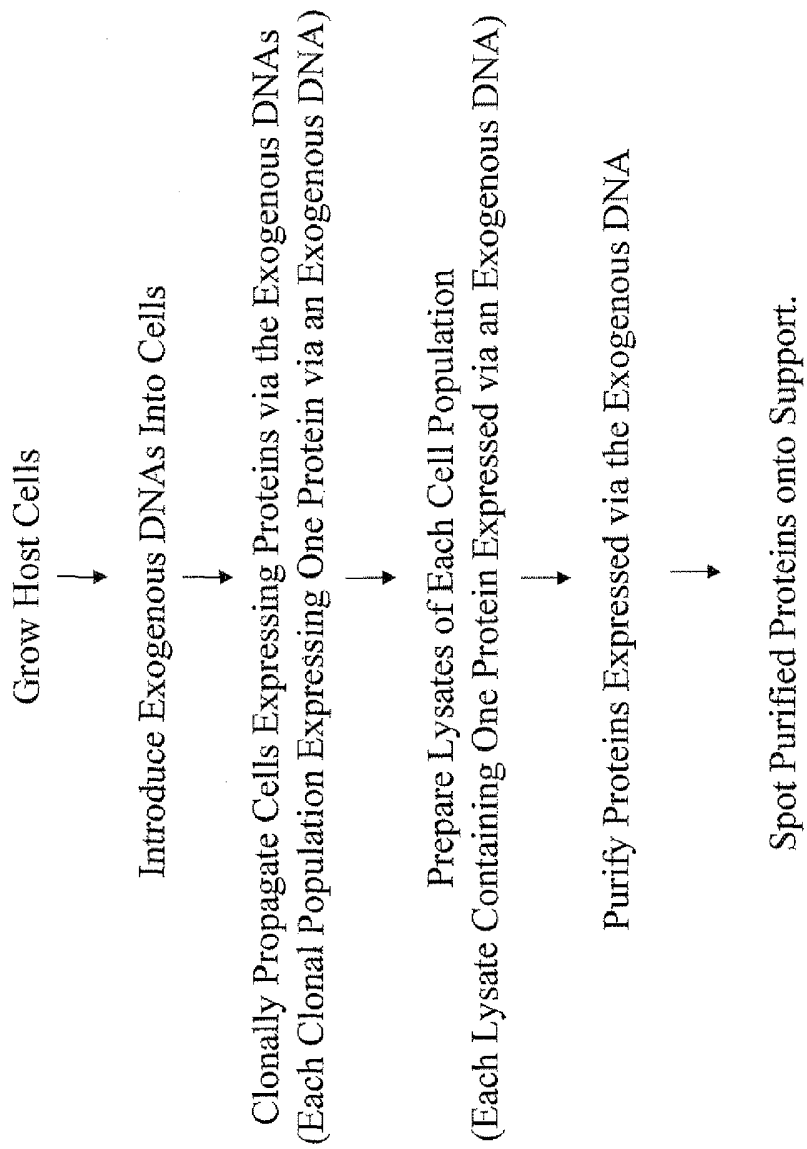 Grow Host Cells
Introduce Exogenous DNAs Into Cells
Clonally Propagate Cells Expressing Proteins via the Exogenous DNAs
(Each Clonal Population Expressing One Protein via an Exogenous DNA)
Prepare Lysates of Each Cell Population
(Each Lysate Containing One Protein Expressed via an Exogenous DNA)
Purify Proteins Expressed via the Exogenous DNA
Spot Purified Proteins onto Support.